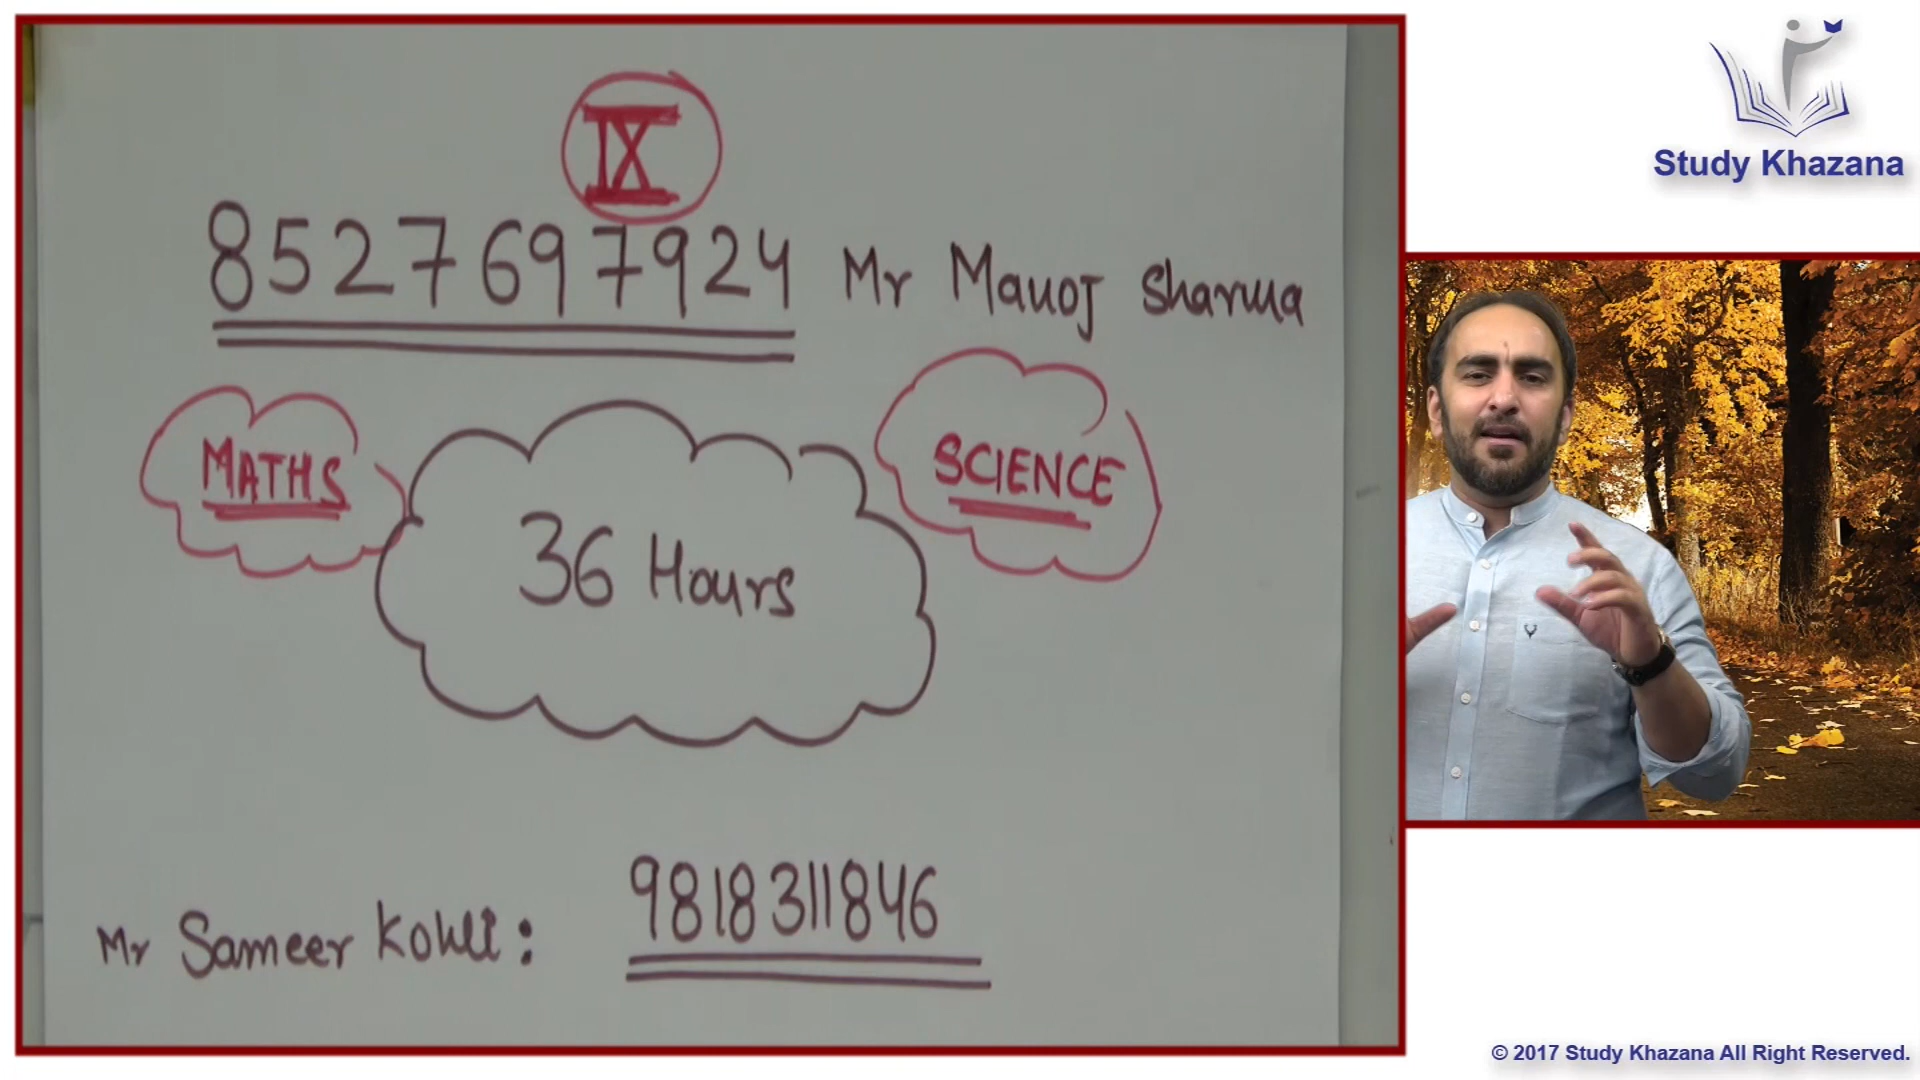 IX
8527697924 Mr Manoj Sharma
MATHS
SCIENCE
36 Hours
Mr Sameer Kohli: 9818311846
Study Khazana
© 2017 Study Khazana All Right Reserved.